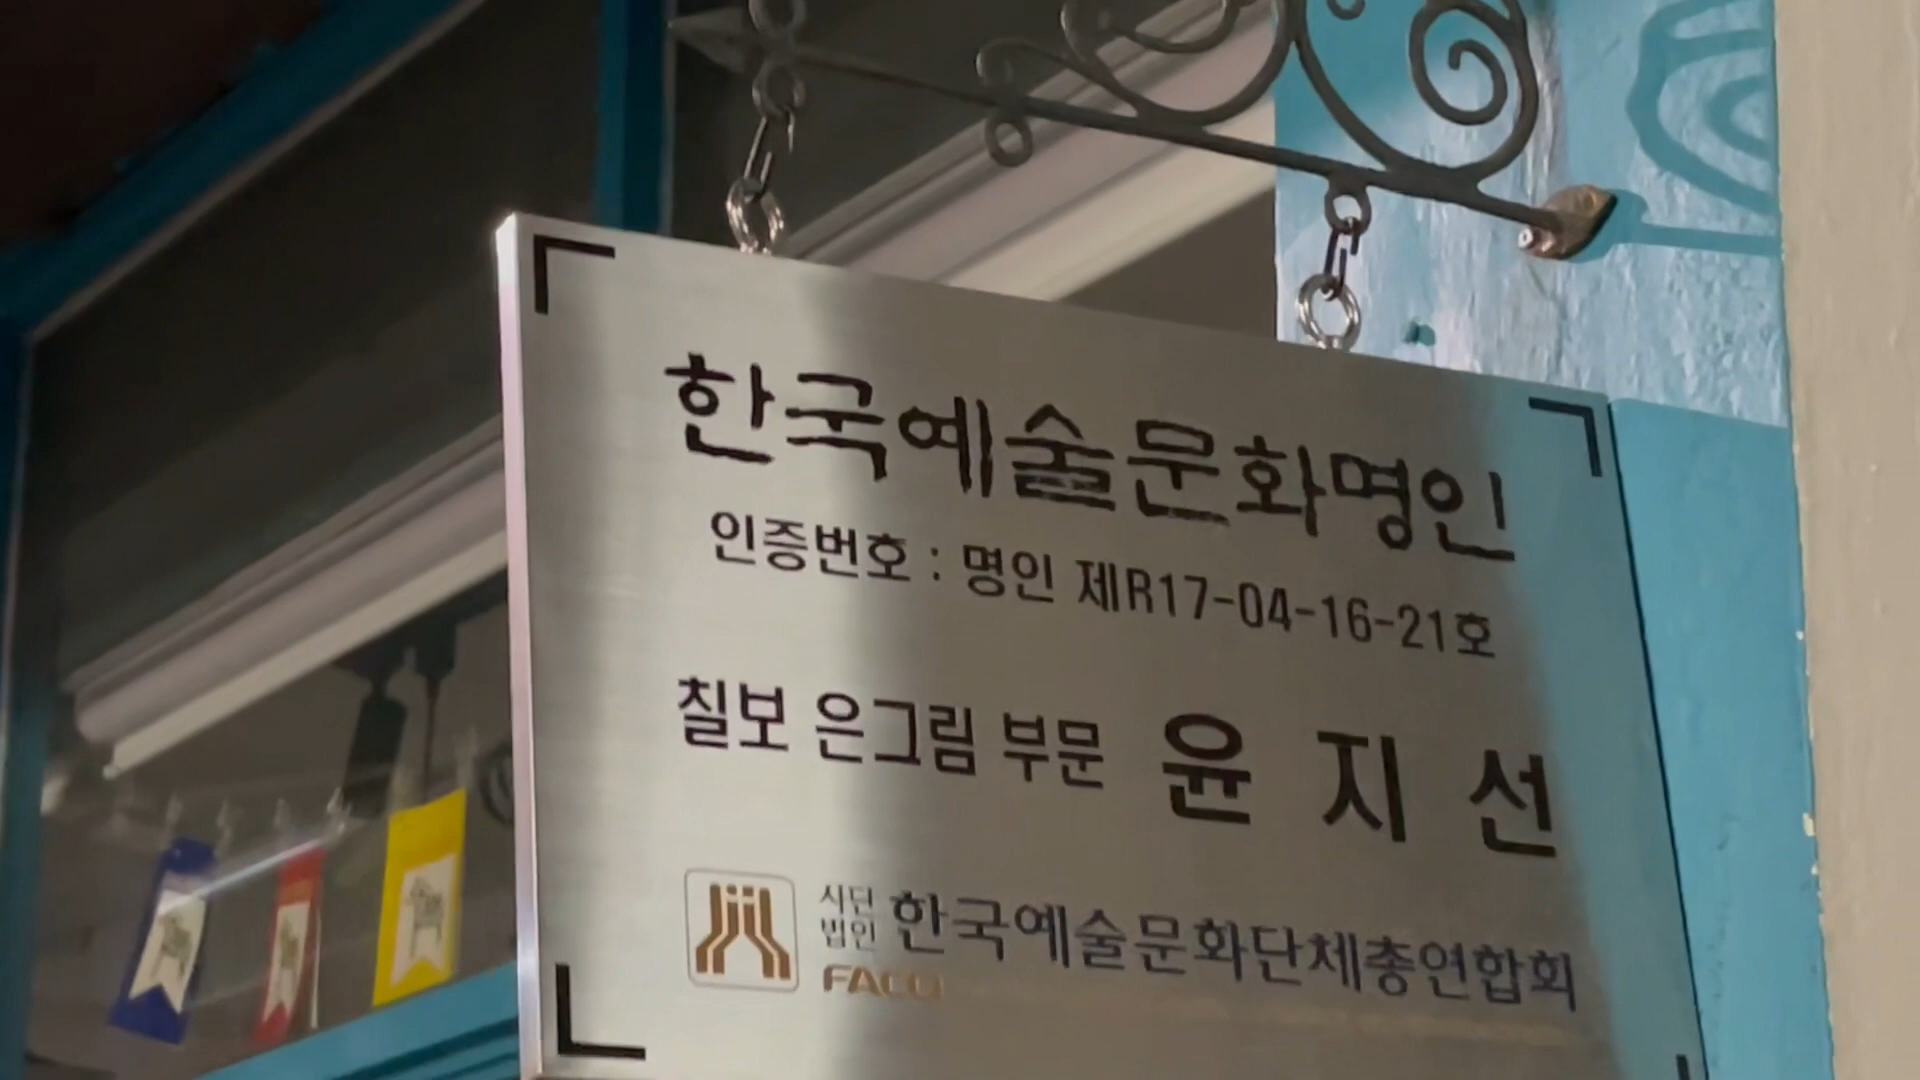 한국예술문화명인
인증번호 : 명인 제R17-04-16-21호
칠보 은그림 부문 윤 지 선
사단
법인 한국예술문화단체총연합회